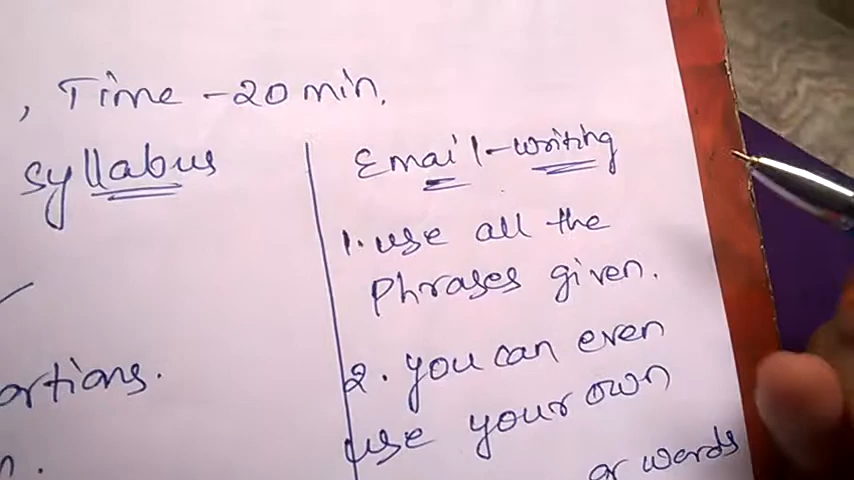 , Time - 20 min.
Syllabus
Email-writing
1. use all the
Phrases given.
2. you can even
use your own
or words
artions.
n.